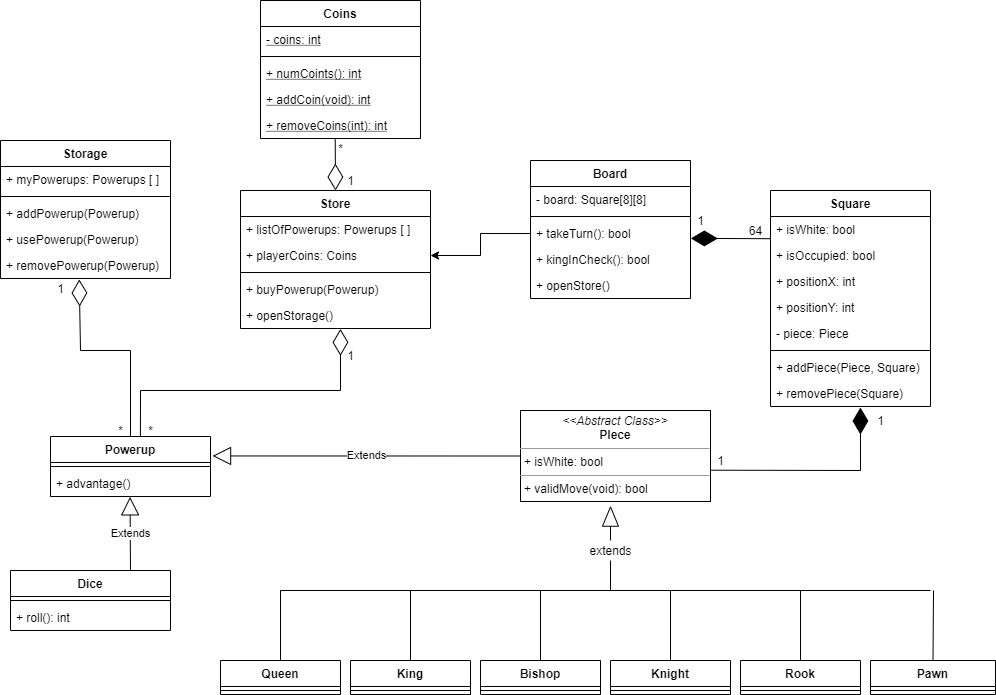 Coins
- coins: int
+ numCoints(): int
+ addCoin(void): int
+ removeCoins(int): int
*
1
Storage
+ myPowerups: Powerups [ ]
+ addPowerup(Powerup)
+ usePowerup(Powerup)
+ removePowerup(Powerup)
1
Store
+ listOfPowerups: Powerups [ ]
+ playerCoins: Coins
+ buyPowerup(Powerup)
+ openStorage()
1
Board
- board: Square[8][8]
+ takeTurn(): bool
+ kingInCheck(): bool
+ openStore()
1
64
Square
+ isWhite: bool
+ isOccupied: bool
+ positionX: int
+ positionY: int
- piece: Piece
+ addPiece(Piece, Square)
+ removePiece(Square)
1
* *
Powerup
+ advantage()
Extends
<<Abstract Class>>
PIece
+ isWhite: bool
+ validMove(void): bool
1
Extends
Dice
+ roll(): int
extends
Queen
King
Bishop
Knight
Rook
Pawn